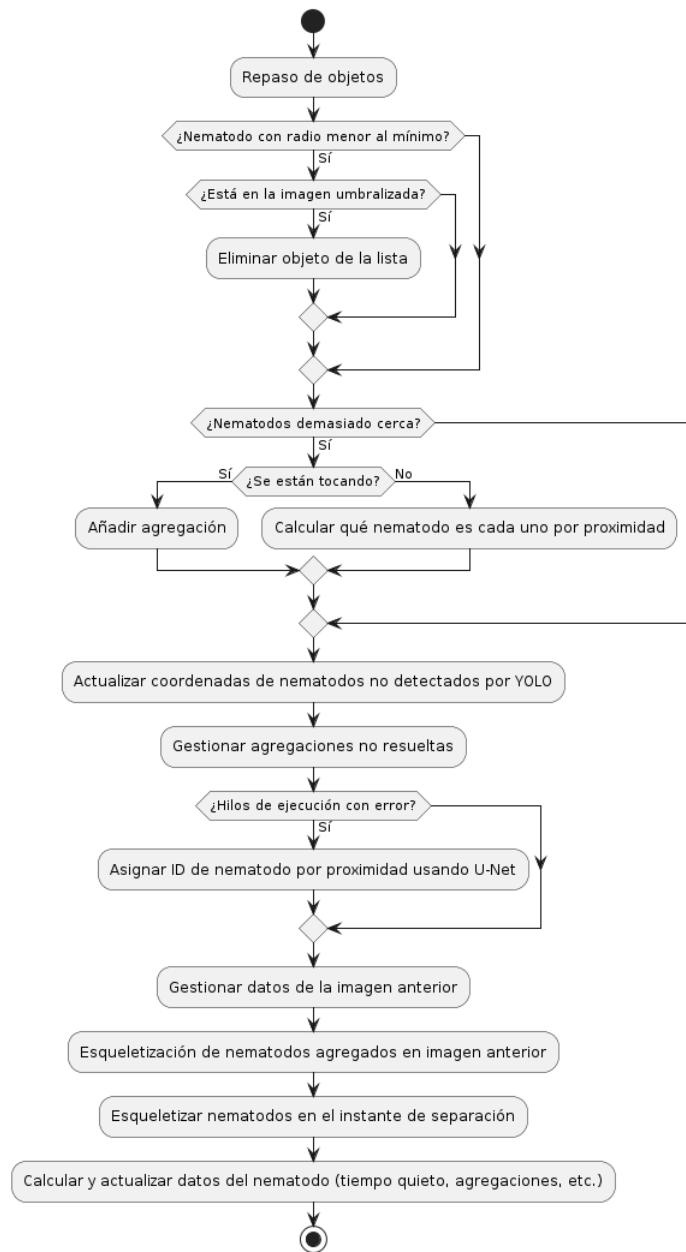 Repaso de objetos
¿Nematodo con radio menor al mínimo?
Sí
¿Está en la imagen umbralizada?
Sí
Eliminar objeto de la lista
¿Nematodos demasiado cerca?
Sí
Sí
¿Se están tocando?
No
Añadir agregación
Calcular qué nematodo es cada uno por proximidad
Actualizar coordenadas de nematodos no detectados por YOLO
Gestionar agregaciones no resueltas
¿Hilos de ejecución con error?
Sí
Asignar ID de nematodo por proximidad usando U-Net
Gestionar datos de la imagen anterior
Esqueletización de nematodos agregados en imagen anterior
Esqueletizar nematodos en el instante de separación
Calcular y actualizar datos del nematodo (tiempo quieto, agregaciones, etc.)